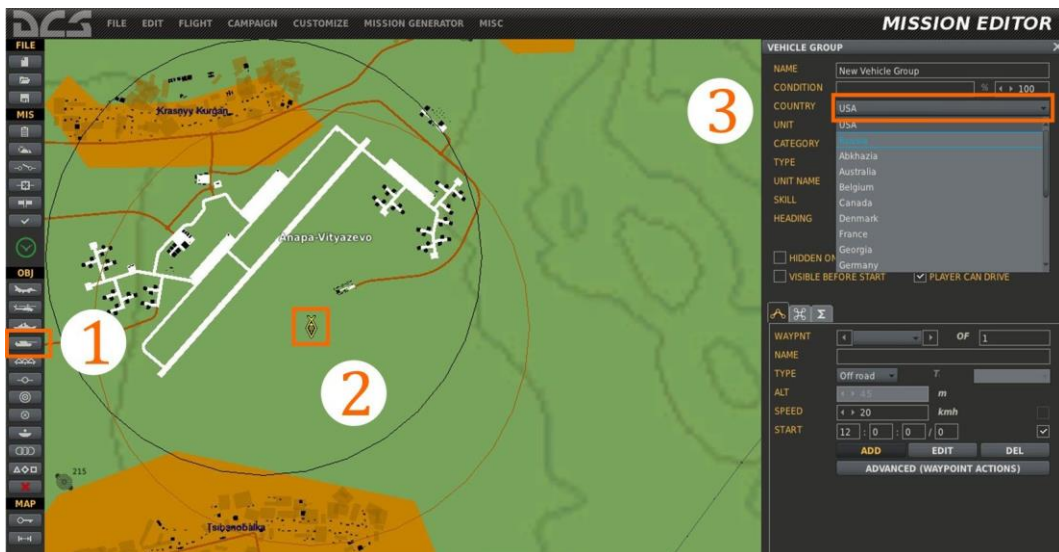 DCS FILE EDIT FLIGHT CAMPAIGN CUSTOMIZE MISSION GENERATOR MISC MISSION EDITOR
FILE
MIS
OBJ
MAP
Krasnyy Kurgan
Anapa-Vityazevo
215
Tsibanobalka
1
2
3
VEHICLE GROUP X
NAME New Vehicle Group
CONDITION % 100
COUNTRY USA
UNIT USA
CATEGORY Russia
TYPE Abkhazia
UNIT NAME Australia
SKILL Belgium
HEADING Canada
Denmark
France
Georgia
Germany
HIDDEN ON
VISIBLE BEFORE START PLAYER CAN DRIVE
Σ
WAYPNT OF 1
NAME
TYPE Off road T.
ALT 45 m
SPEED 20 kmh
START 12 : 0 : 0 / 0
ADD EDIT DEL
ADVANCED (WAYPOINT ACTIONS)